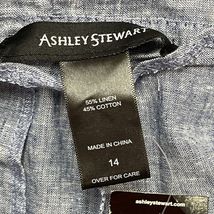 ASHLEY STEWART
55% LINEN
45% COTTON
MADE IN CHINA
14
OVER FOR CARE
ashleystewart.com